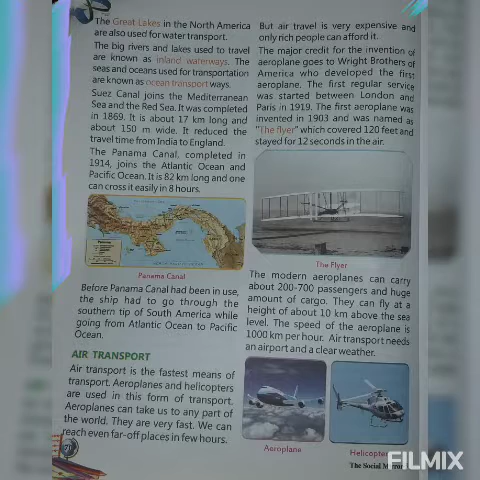 The Great Lakes in the North America
are also used for water transport.
The big rivers and lakes used to travel
are known as inland waterways. The
seas and oceans used for transportation
are known as ocean transport ways.
Suez Canal joins the Mediterranean
Sea and the Red Sea. It was completed
in 1869. It is about 17 km long and
about 150 m wide. It reduced the
travel time from India to England.
The Panama Canal, completed in
1914, joins the Atlantic Ocean and
Pacific Ocean. It is 82 km long and one
can cross it easily in 8 hours.
Panama Canal
Before Panama Canal had been in use,
the ship had to go through the
southern tip of South America while
going from Atlantic Ocean to Pacific
Ocean.
AIR TRANSPORT
Air transport is the fastest means of
transport. Aeroplanes and helicopters
are used in this form of transport.
Aeroplanes can take us to any part of
the world. They are very fast. We can
reach even far-off places in few hours.
But air travel is very expensive and
only rich people can afford it.
The major credit for the invention of
aeroplane goes to Wright Brothers of
America who developed the first
aeroplane. The first regular service
was started between London and
Paris in 1919. The first aeroplane was
invented in 1903 and was named as
"The flyer" which covered 120 feet and
stayed for 12 seconds in the air.
The Flyer
The modern aeroplanes can carry
about 200-700 passengers and huge
amount of cargo. They can fly at a
height of about 10 km above the sea
level. The speed of the aeroplane is
1000 km per hour. Air transport needs
an airport and a clear weather.
Aeroplane
Helicopter
The Social Mirror
FILMIX